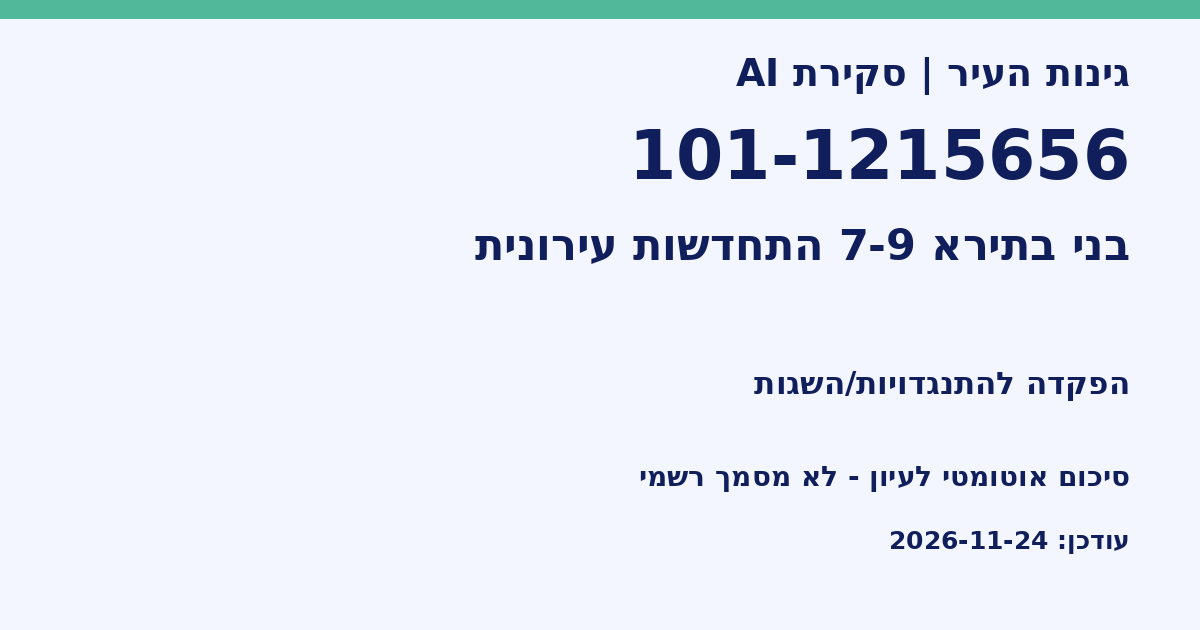 גינות העיר | סקירת AI
101-1215656
בני בתירא 7-9 התחדשות עירונית
הפקדה להתנגדויות/השגות
סיכום אוטומטי לעיון - לא מסמך רשמי
עודכן: 2026-11-24